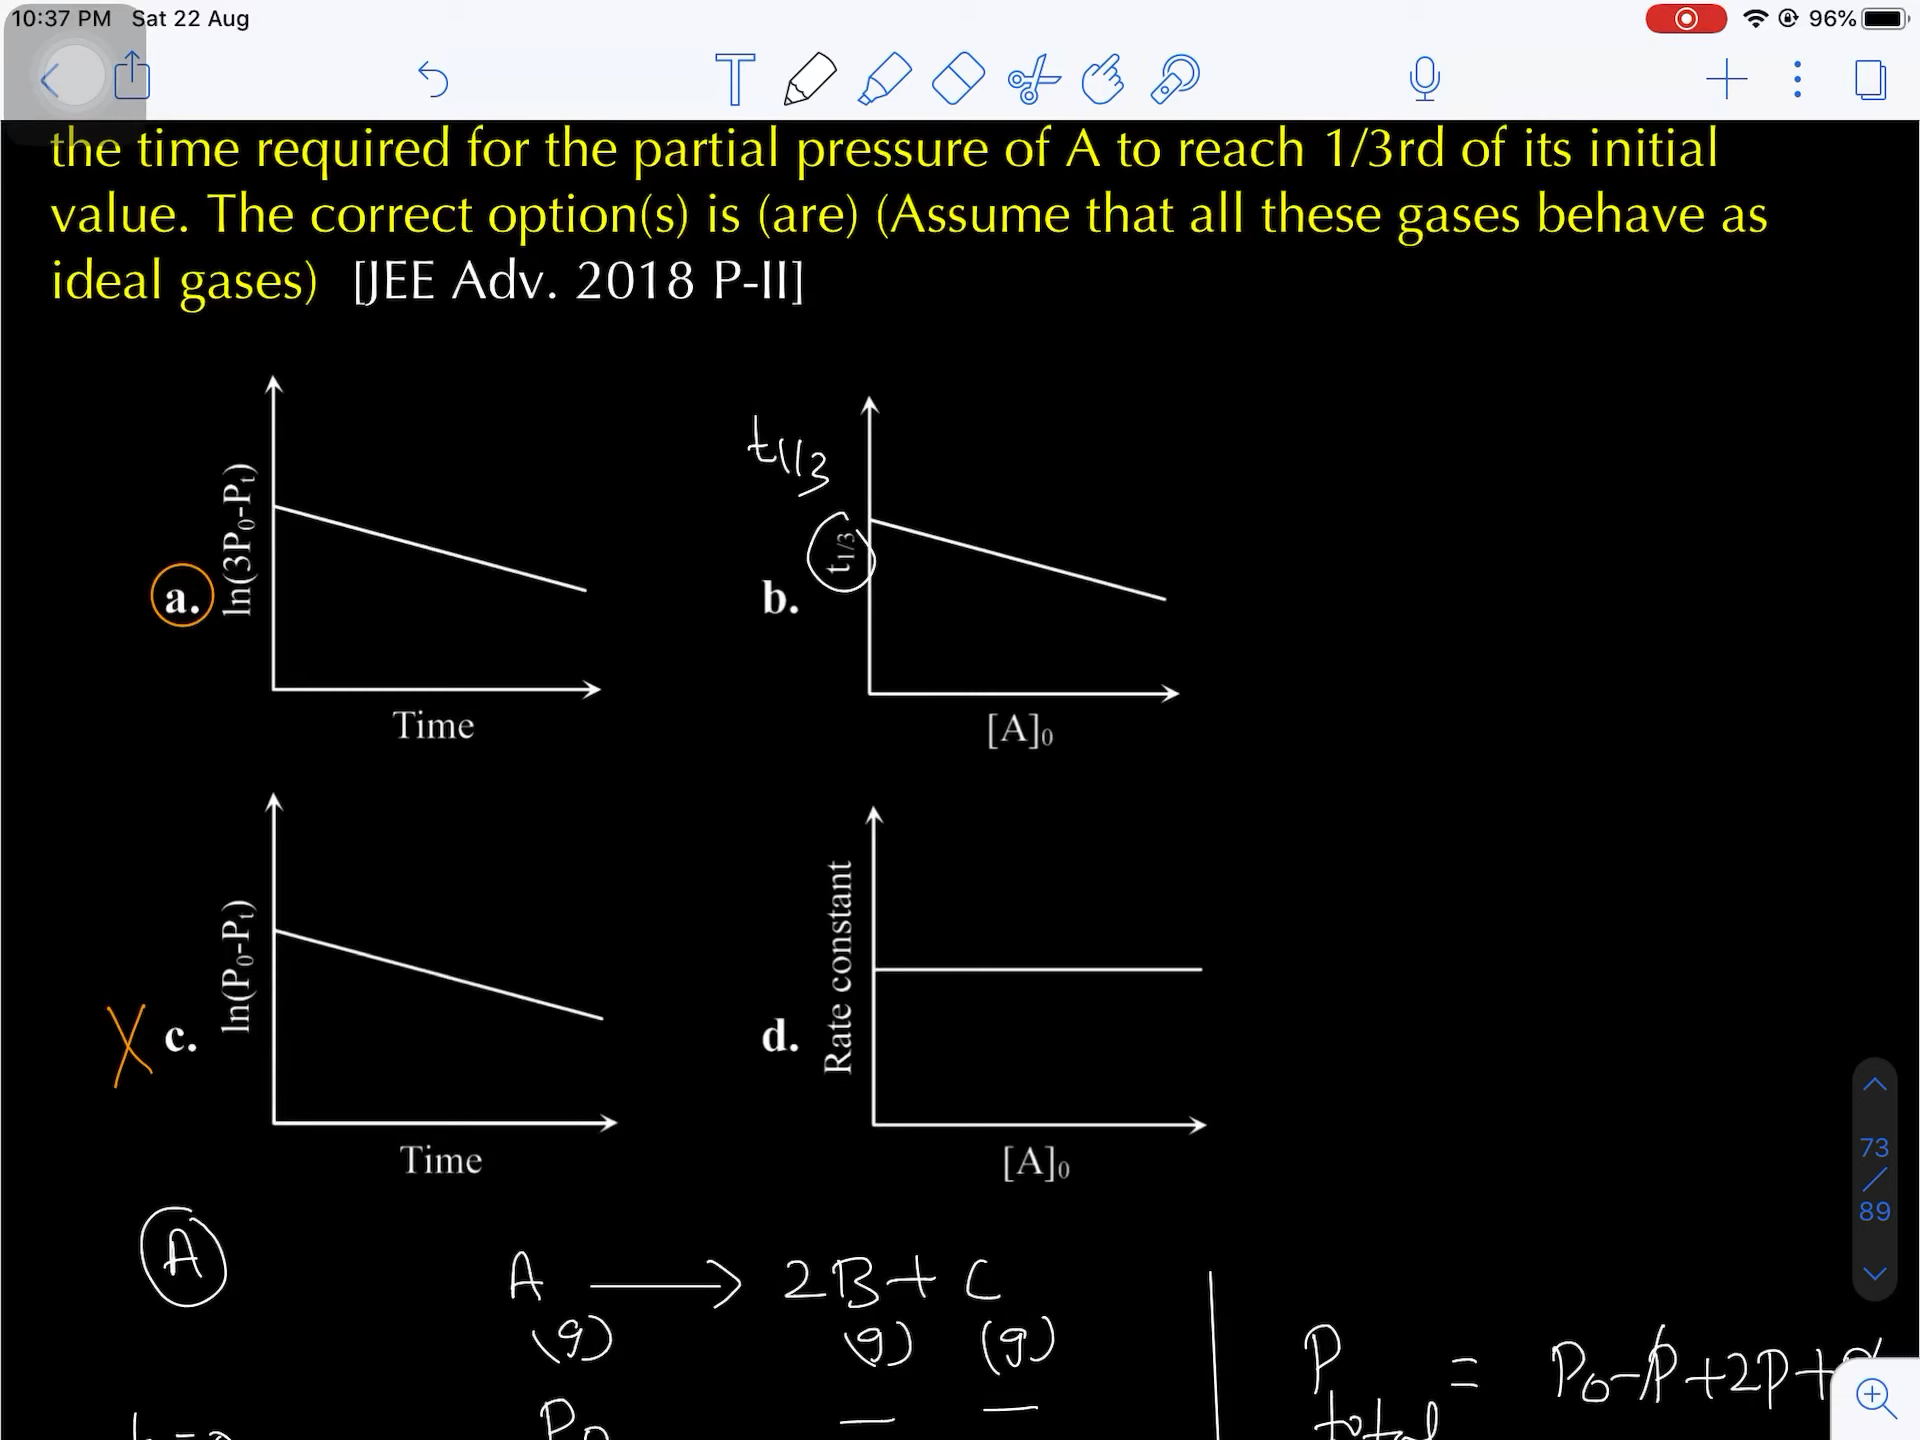 10:37 PM Sat 22 Aug
96%
the time required for the partial pressure of A to reach 1/3rd of its initial
value. The correct option(s) is (are) (Assume that all these gases behave as
ideal gases) [JEE Adv. 2018 P-II]
a.
ln(3P₀-Pₜ)
Time
t1/3
b.
t₁/₃
[A]₀
X c.
ln(P₀-Pₜ)
Time
d.
Rate constant
[A]₀
73
/
89
A
A ⟶ 2B + C
(g) (g) (g)
P₀ — —
P total = P₀-P+2P+